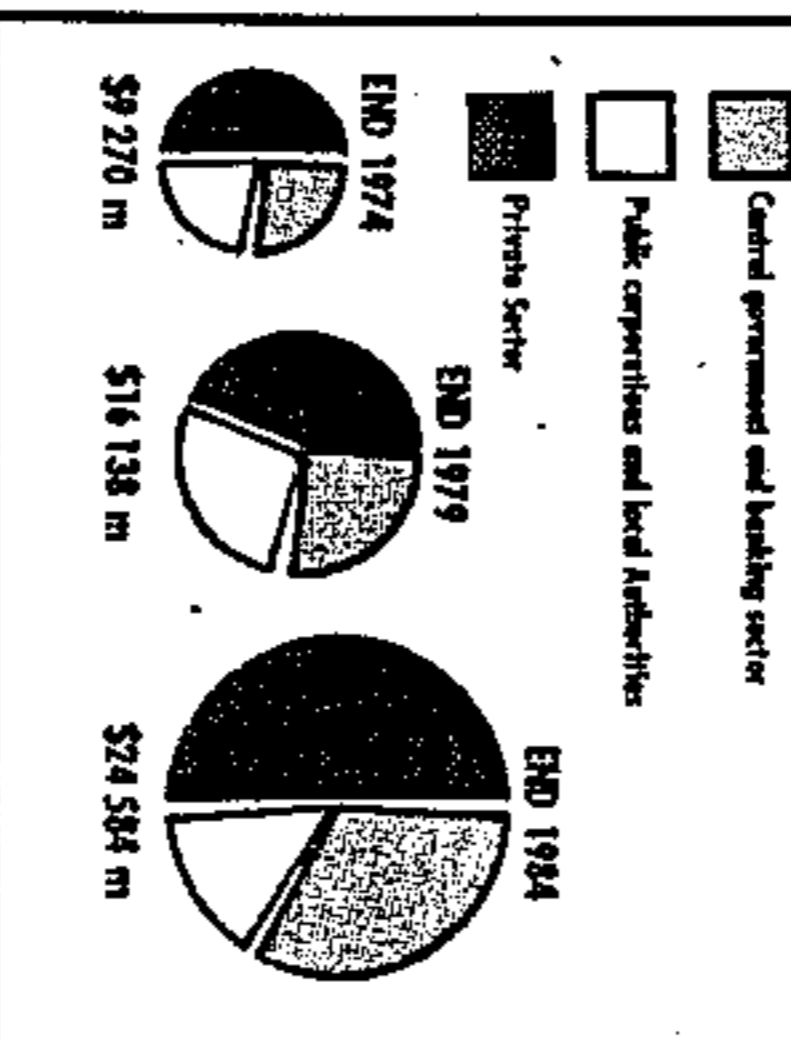 Central government and banking sector
Public corporations and local Authorities
Private Sector
END 1974
END 1979
END 1984
$9 270 m
$16 138 m
$24 584 m